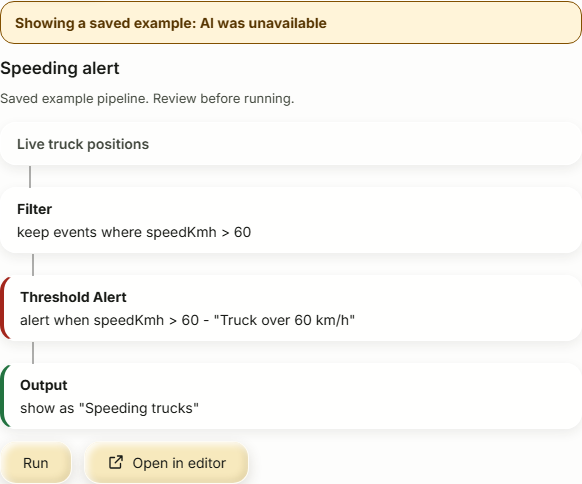 Showing a saved example: AI was unavailable
Speeding alert
Saved example pipeline. Review before running.
Live truck positions
Filter
keep events where speedKmh > 60
Threshold Alert
alert when speedKmh > 60 - "Truck over 60 km/h"
Output
show as "Speeding trucks"
Run
Open in editor